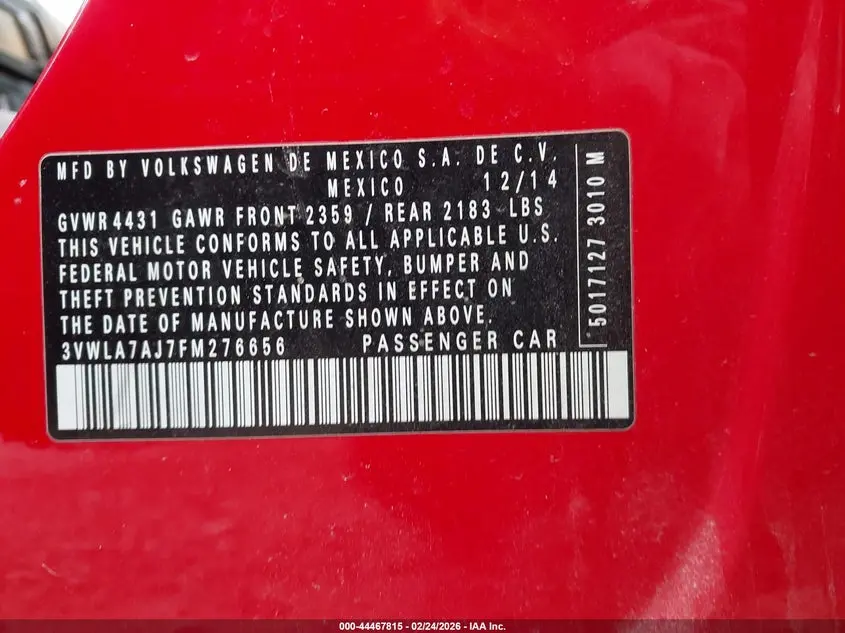 MFD BY VOLKSWAGEN DE MEXICO S.A. DE C.V.
MEXICO 12/14
GVWR 4431 GAWR FRONT 2359 / REAR 2183 LBS
THIS VEHICLE CONFORMS TO ALL APPLICABLE U.S.
FEDERAL MOTOR VEHICLE SAFETY, BUMPER AND
THEFT PREVENTION STANDARDS IN EFFECT ON
THE DATE OF MANUFACTURE SHOWN ABOVE.
3VWLA7AJ7FM276656 PASSENGER CAR
5017127 3010 M
000-44467815 - 02/24/2026 - IAA Inc.